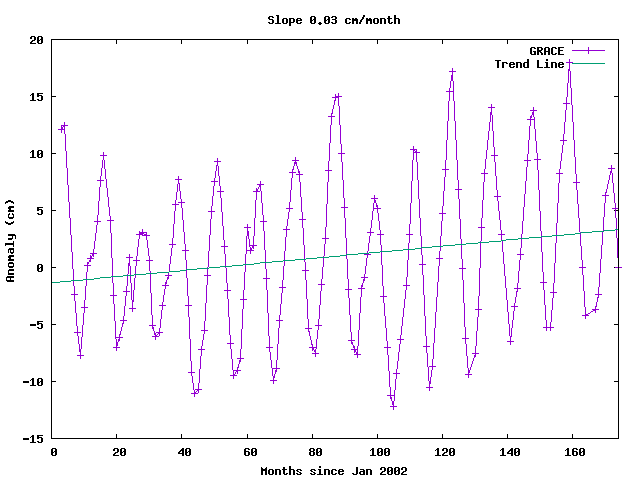 Slope 0.03 cm/month
GRACE
Trend Line
20
15
10
5
0
-5
-10
-15
Anomaly (cm)
0 20 40 60 80 100 120 140 160
Months since Jan 2002